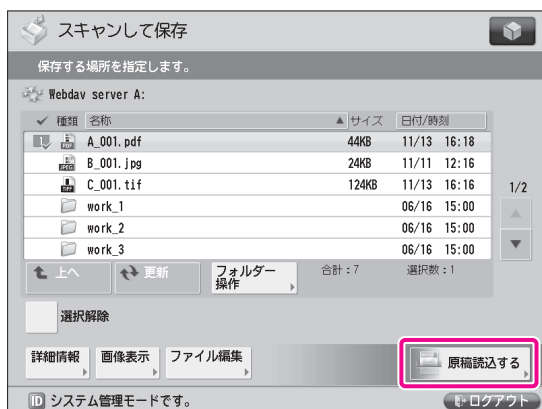 スキャンして保存
保存する場所を指定します。
Webdav server A:
種類 名称 ▲ サイズ 日付/時刻
1 PDF A_001.pdf 44KB 11/13 16:18
JPEG B_001.jpg 24KB 11/11 12:16
TIFF C_001.tif 124KB 11/13 16:16
1/2
work_1 06/16 15:00
work_2 06/16 15:00
work_3 06/16 15:00
上へ 更新 フォルダー操作 合計:7 選択数:1
選択解除
詳細情報 画像表示 ファイル編集 原稿読込する
ID システム管理モードです。 ログアウト